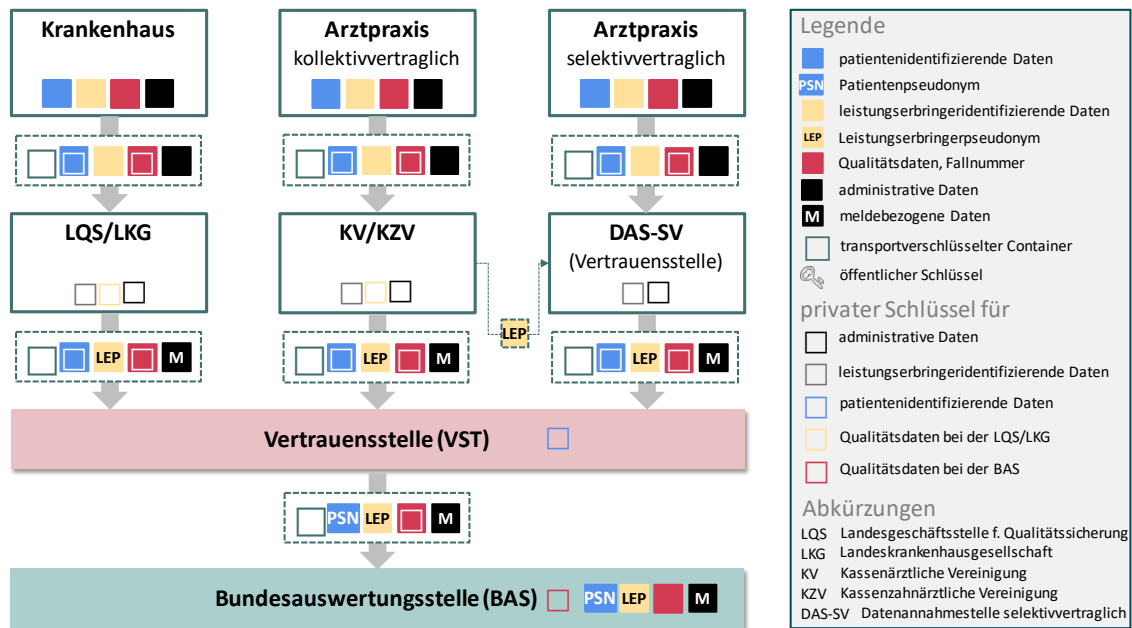 Krankenhaus
Arztpraxis
kollektivvertraglich
Arztpraxis
selektivvertraglich
LQS/LKG
KV/KZV
DAS-SV
(Vertrauensstelle)
LEP
LEP
M
LEP
M
LEP
M
Vertrauensstelle (VST)
PSN
LEP
M
Bundesauswertungsstelle (BAS)
PSN
LEP
M
Legende
patientenidentifizierende Daten
PSN Patientenpseudonym
leistungserbringeridentifizierende Daten
LEP Leistungserbringerpseudonym
Qualitätsdaten, Fallnummer
administrative Daten
M meldebezogene Daten
transportverschlüsselter Container
öffentlicher Schlüssel
privater Schlüssel für
administrative Daten
leistungserbringeridentifizierende Daten
patientenidentifizierende Daten
Qualitätsdaten bei der LQS/LKG
Qualitätsdaten bei der BAS
Abkürzungen
LQS Landesgeschäftsstelle f. Qualitätssicherung
LKG Landeskrankenhausgesellschaft
KV Kassenärztliche Vereinigung
KZV Kassenzahnärztliche Vereinigung
DAS-SV Datenannahmestelle selektivvertraglich